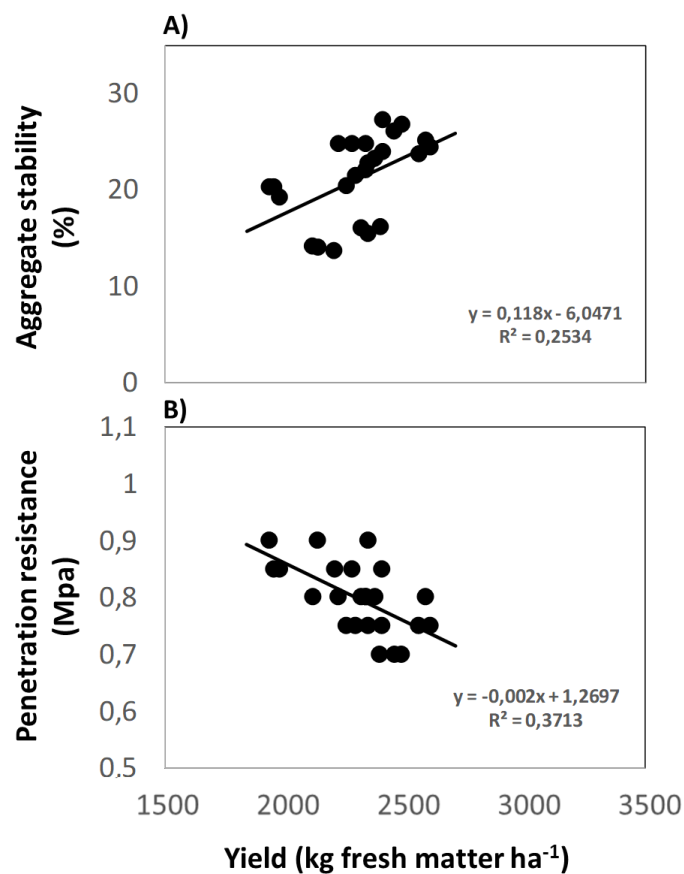 A)
Aggregate stability
(%)
30
20
10
0
y = 0,118x - 6,0471
R² = 0,2534
B)
Penetration resistance
(Mpa)
1,1
1
0,9
0,8
0,7
0,6
0,5
y = -0,002x + 1,2697
R² = 0,3713
1500 2000 2500 3000 3500
Yield (kg fresh matter ha⁻¹)